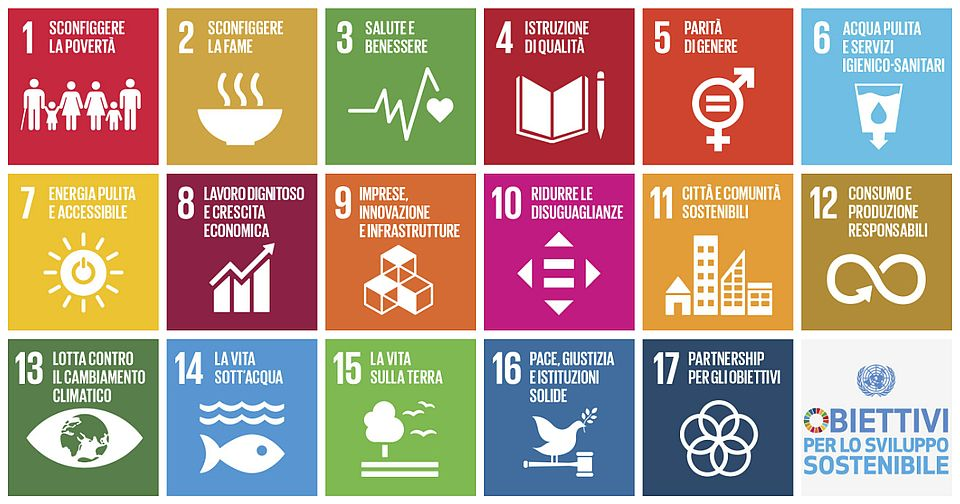 1 SCONFIGGERE
LA POVERTÀ
2 SCONFIGGERE
LA FAME
3 SALUTE E
BENESSERE
4 ISTRUZIONE
DI QUALITÀ
5 PARITÀ
DI GENERE
6 ACQUA PULITA
E SERVIZI
IGIENICO-SANITARI
7 ENERGIA PULITA
E ACCESSIBILE
8 LAVORO DIGNITOSO
E CRESCITA
ECONOMICA
9 IMPRESE,
INNOVAZIONE
E INFRASTRUTTURE
10 RIDURRE LE
DISUGUAGLIANZE
11 CITTÀ E COMUNITÀ
SOSTENIBILI
12 CONSUMO E
PRODUZIONE
RESPONSABILI
13 LOTTA CONTRO
IL CAMBIAMENTO
CLIMATICO
14 LA VITA
SOTT'ACQUA
15 LA VITA
SULLA TERRA
16 PACE, GIUSTIZIA
E ISTITUZIONI
SOLIDE
17 PARTNERSHIP
PER GLI OBIETTIVI
OBIETTIVI
PER LO SVILUPPO
SOSTENIBILE